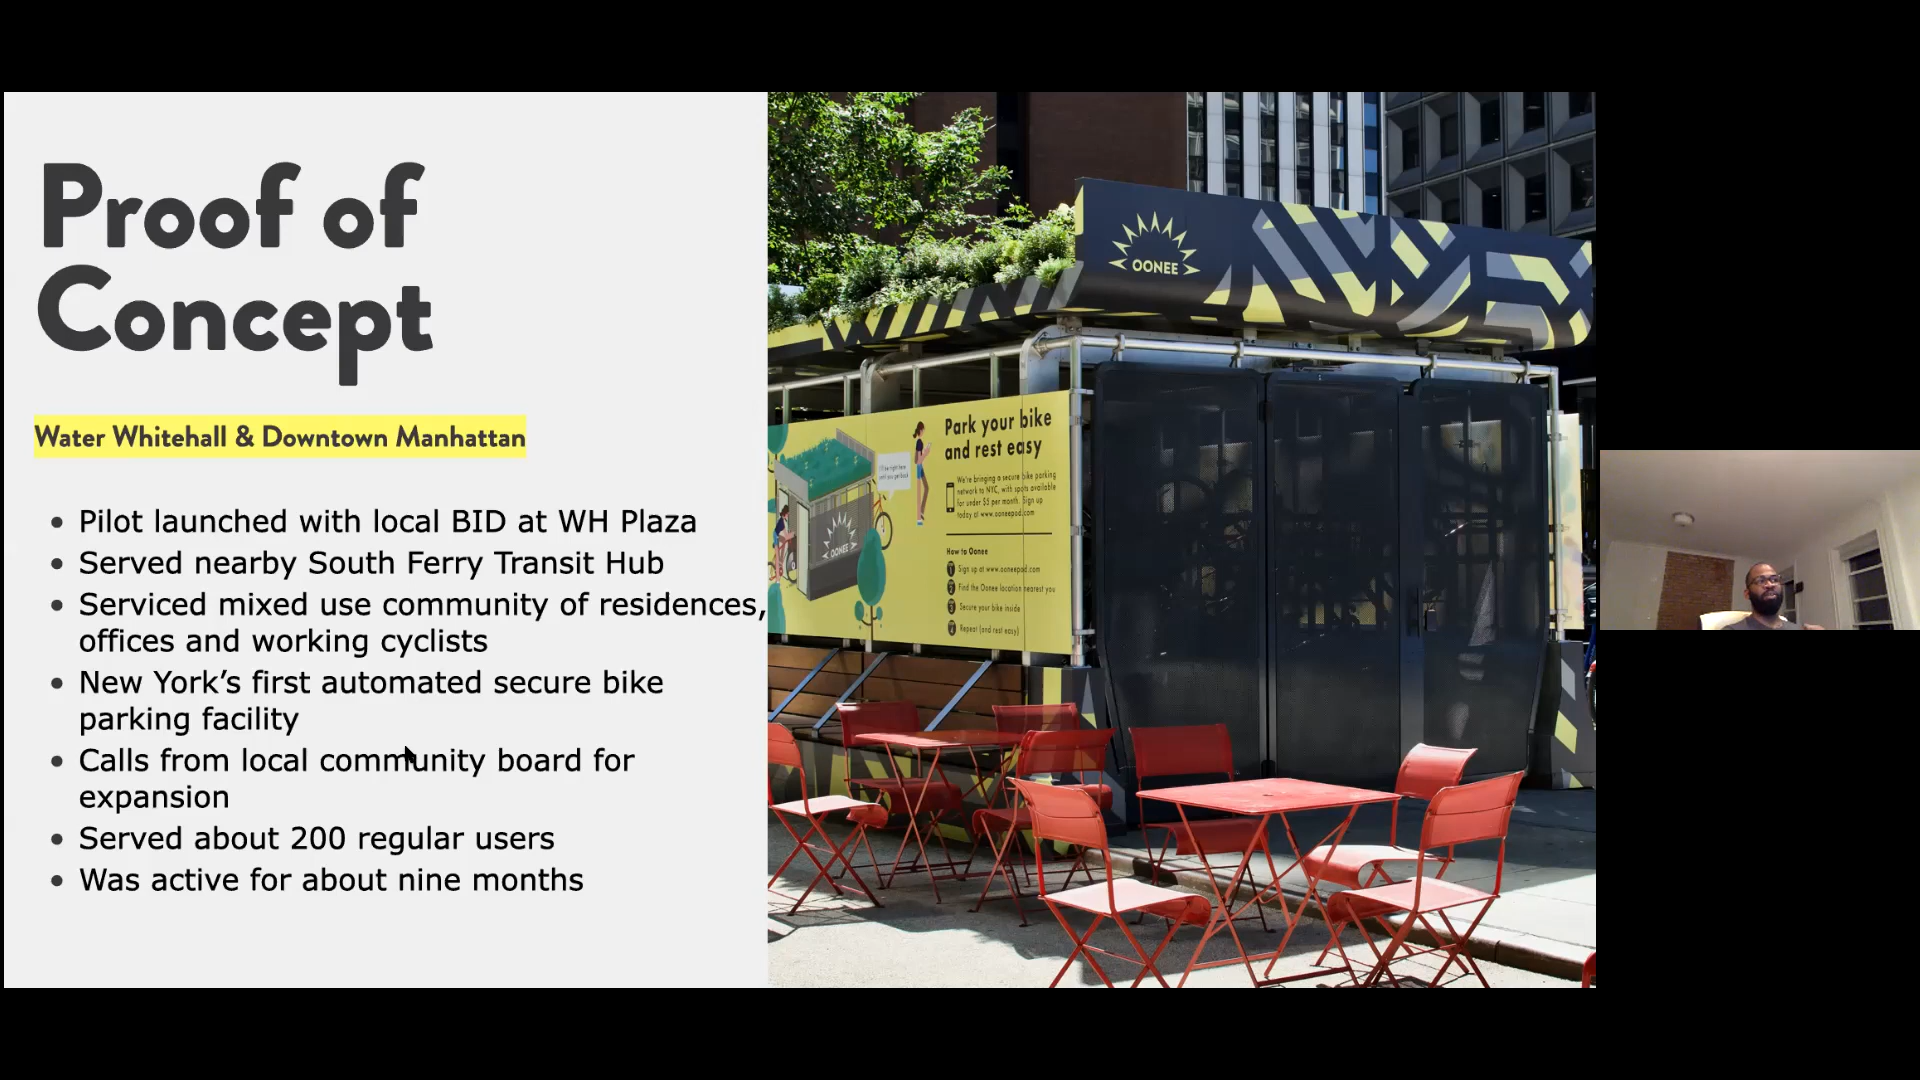 Proof of
Concept
Water Whitehall & Downtown Manhattan
Pilot launched with local BID at WH Plaza
Served nearby South Ferry Transit Hub
Serviced mixed use community of residences,
offices and working cyclists
New York’s first automated secure bike
parking facility
Calls from local community board for
expansion
Served about 200 regular users
Was active for about nine months
OONEE
Park your bike
and rest easy
We're bringing a secure bike parking
network to NYC, with spots available
for under $5 per month. Sign up
today at www.ooneepod.com
How to Oonee
1 Sign up at www.ooneepod.com
2 Find the Oonee location nearest you
3 Secure your bike inside
4 Repeat (and rest easy)
OONEE